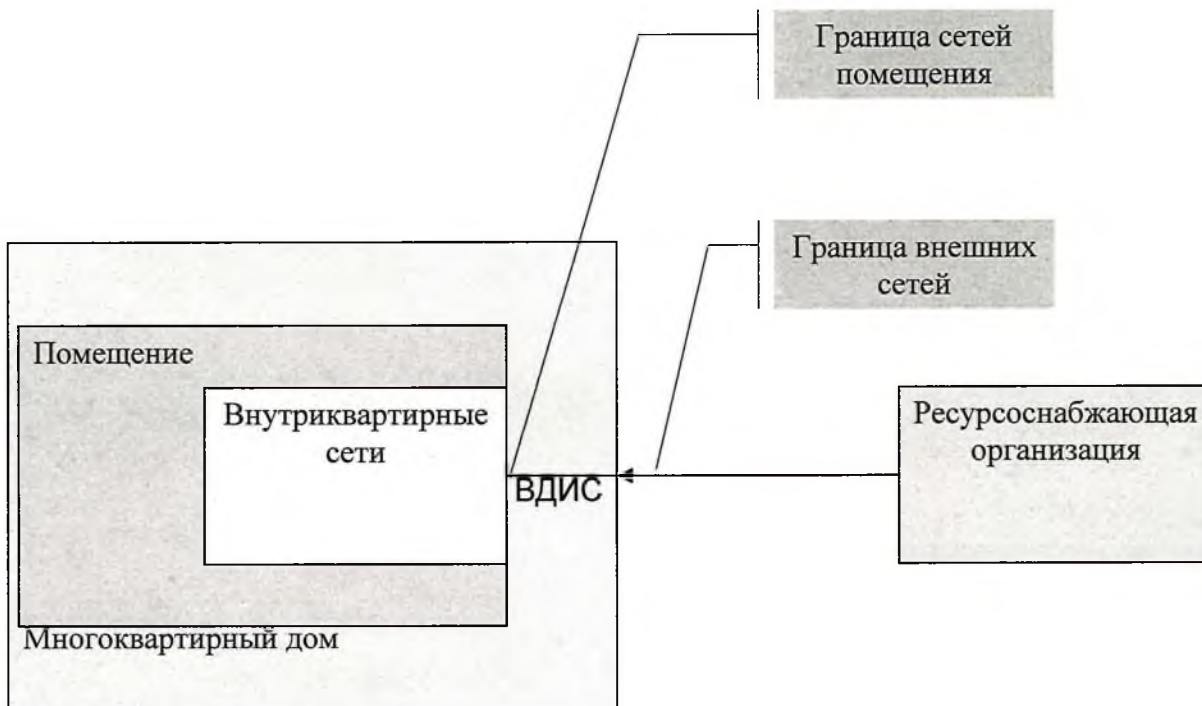 Граница сетей
помещения
Граница внешних
сетей
Помещение
Внутриквартирные
сети
ВДИС
Ресурсоснабжающая
организация
Многоквартирный дом